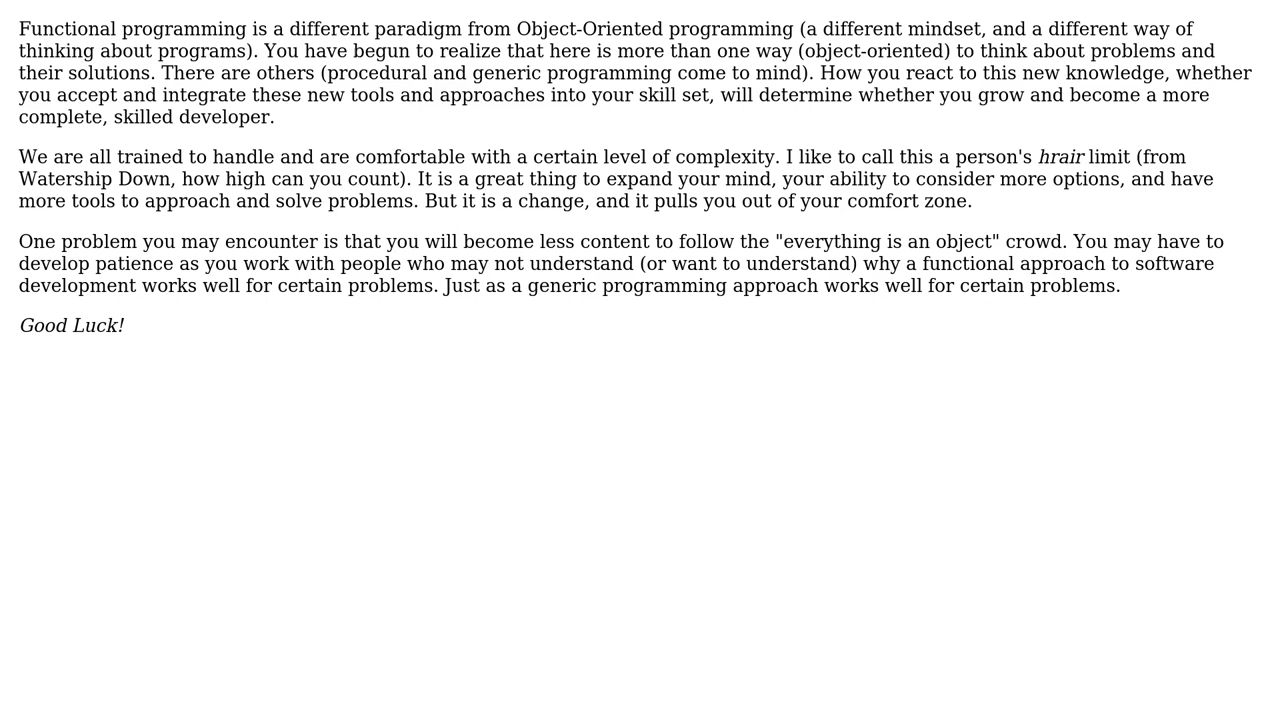 Functional programming is a different paradigm from Object-Oriented programming (a different mindset, and a different way of
thinking about programs). You have begun to realize that here is more than one way (object-oriented) to think about problems and
their solutions. There are others (procedural and generic programming come to mind). How you react to this new knowledge, whether
you accept and integrate these new tools and approaches into your skill set, will determine whether you grow and become a more
complete, skilled developer.
We are all trained to handle and are comfortable with a certain level of complexity. I like to call this a person's hrair limit (from
Watership Down, how high can you count). It is a great thing to expand your mind, your ability to consider more options, and have
more tools to approach and solve problems. But it is a change, and it pulls you out of your comfort zone.
One problem you may encounter is that you will become less content to follow the "everything is an object" crowd. You may have to
develop patience as you work with people who may not understand (or want to understand) why a functional approach to software
development works well for certain problems. Just as a generic programming approach works well for certain problems.
Good Luck!